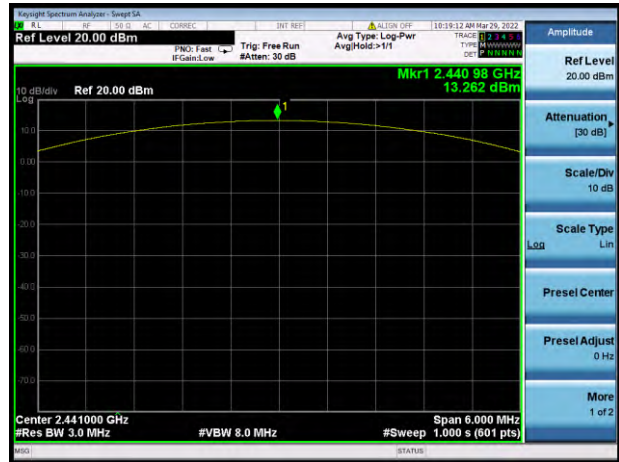 Keysight Spectrum Analyzer - Swept SA
RL RF 50 Ω AC CORREC INT REF ALIGN OFF 10:19:12 AM Mar 29, 2022
Ref Level 20.00 dBm
PNO: Fast
IFGain:Low
Trig: Free Run
#Atten: 30 dB
Avg Type: Log-Pwr
Avg|Hold:>1/1
TRACE 1 2 3 4 5 6
TYPE M WWWWW
DET P N N N N N
Mkr1 2.440 98 GHz
13.262 dBm
10 dB/div Ref 20.00 dBm
Log
1
10.0
0.00
-10.0
-20.0
-30.0
-40.0
-50.0
-60.0
-70.0
Center 2.441000 GHz Span 6.000 MHz
#Res BW 3.0 MHz #VBW 8.0 MHz #Sweep 1.000 s (601 pts)
MSG STATUS
Amplitude
Ref Level
20.00 dBm
Attenuation
[30 dB]
Scale/Div
10 dB
Scale Type
Log Lin
Presel Center
Presel Adjust
0 Hz
More
1 of 2